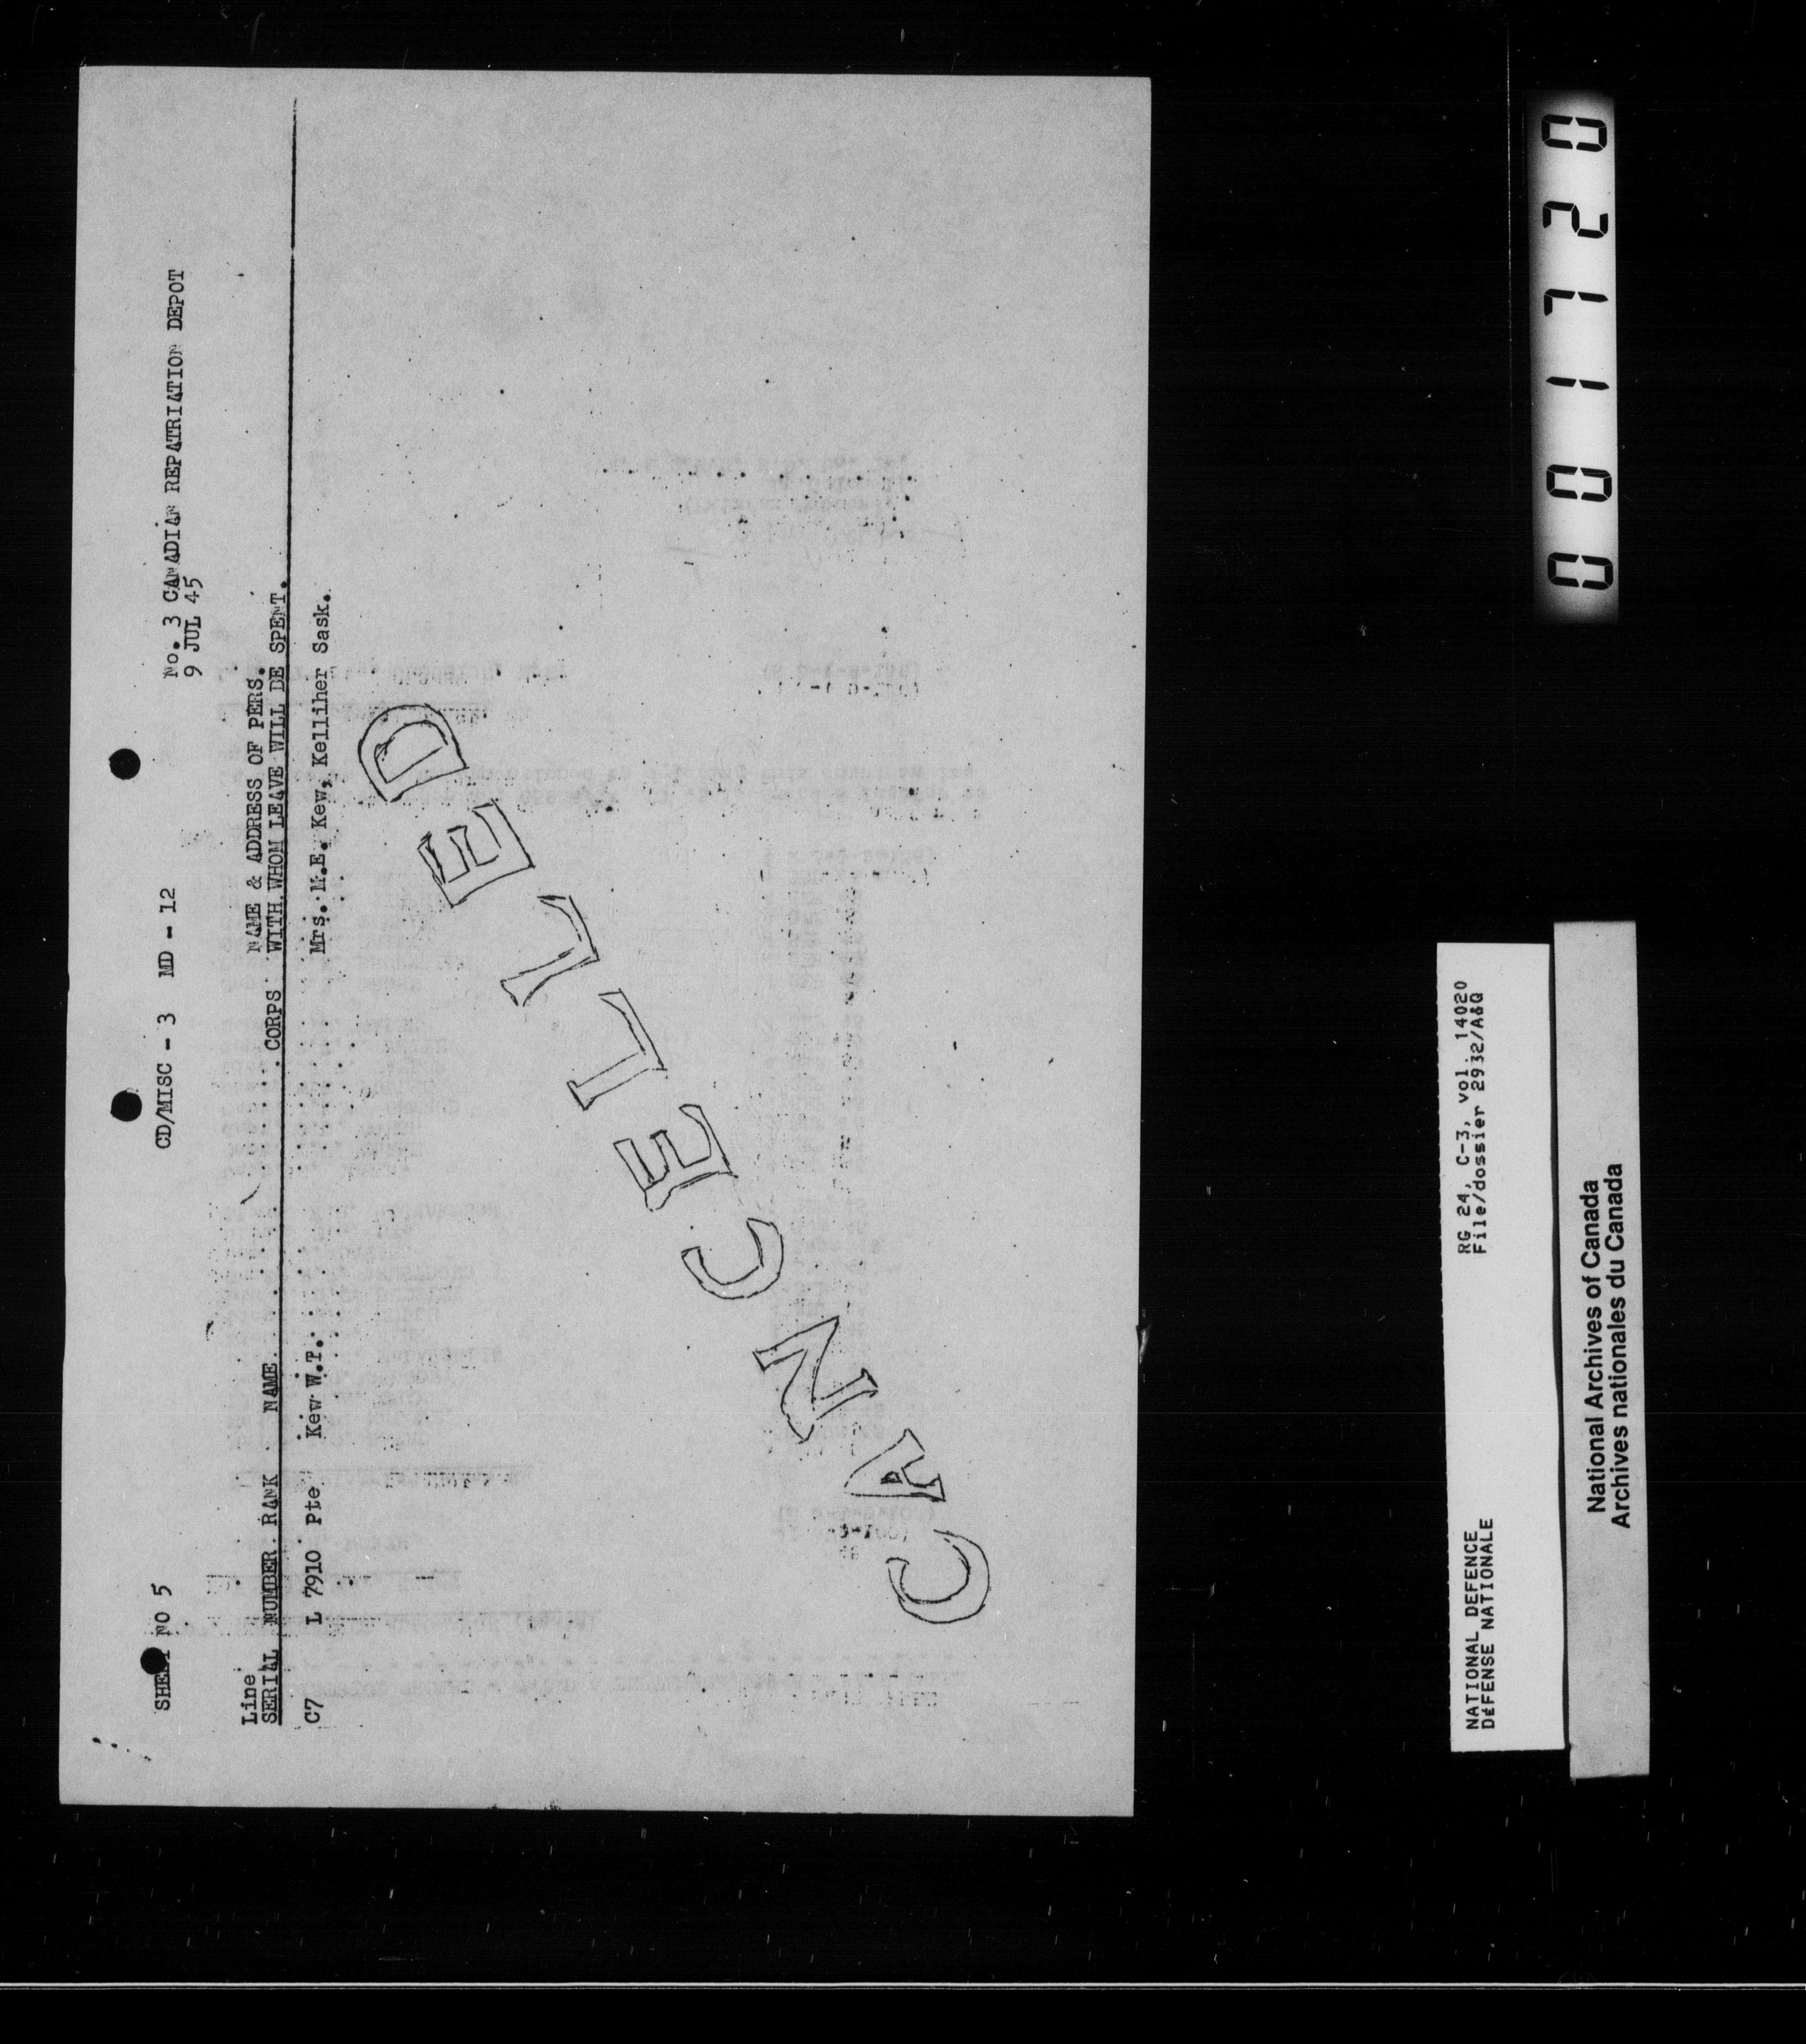 SHEET NO 5 CD/MISC - 3 MD - 12 No. 3 CANADIAN REPATRIATION DEPOT
9 JUL 45
Line NAME & ADDRESS OF PERS.
SERIAL NUMBER RANK NAME CORPS WITH WHOM LEAVE WILL DE SPENT.
C7 L 7910 Pte Kew W.P. Mrs. M.E. Kew, Kelliher Sask.
CANCELLED
NATIONAL DEFENCE RG 24, C-3, vol. 14020
DéFENSE NATIONALE File/dossier 2932/A&Q
National Archives of Canada
Archives nationales du Canada
001720